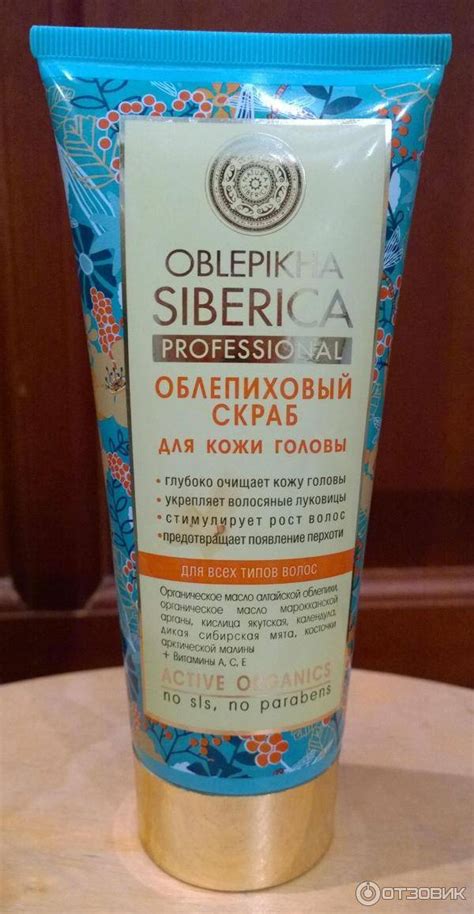 OBLEPIKHA
SIBERICA
PROFESSIONAL
ОБЛЕПИХОВЫЙ
СКРАБ
ДЛЯ КОЖИ ГОЛОВЫ
• глубоко очищает кожу головы
• укрепляет волосяные луковицы
• стимулирует рост волос
• предотвращает появление перхоти
ДЛЯ ВСЕХ ТИПОВ ВОЛОС
Органическое масло алтайской облепихи,
органическое масло марокканской
арганы, кислица якутская, календула,
дикая сибирская мята, косточки
арктической малины
+ Витамины А, С, Е
ACTIVE ORGANICS
no sls, no parabens
ОТЗОВИК